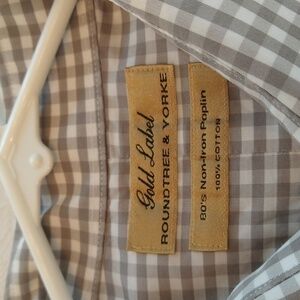 Gold Label
ROUNDTREE & YORKE
80's Non-Iron Poplin
100% COTTON